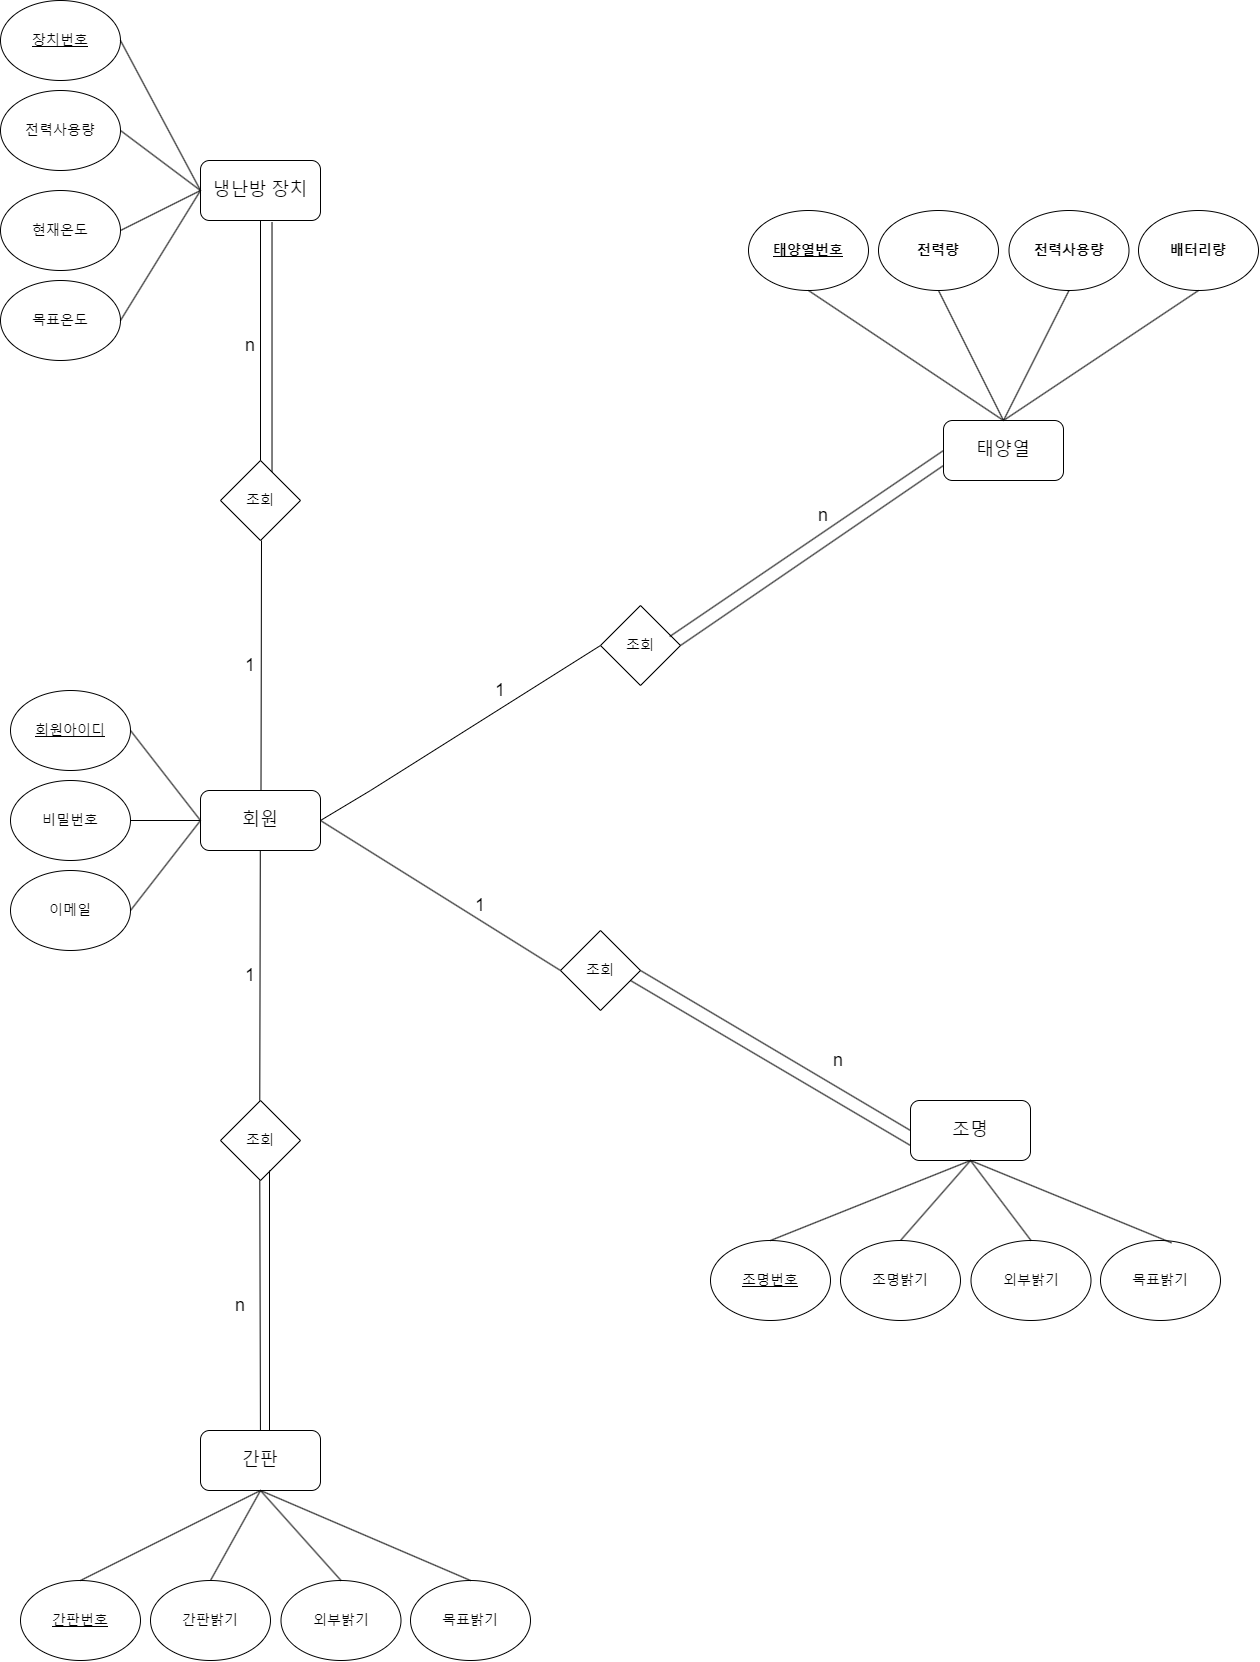 장치번호
전력사용량
현재온도
목표온도
냉난방 장치
n
조회
1
태양열번호
전력량
전력사용량
배터리량
태양열
n
조회
1
회원아이디
비밀번호
이메일
회원
1
조회
n
조명
조명번호
조명밝기
외부밝기
목표밝기
1
조회
n
간판
간판번호
간판밝기
외부밝기
목표밝기